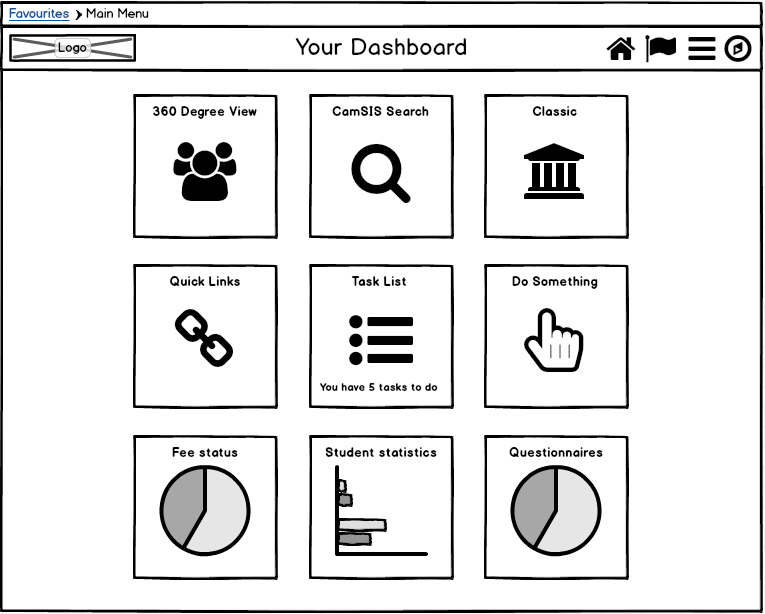 Favourites Main Menu
Logo
Your Dashboard
360 Degree View
CamSIS Search
Classic
Quick Links
Task List
Do Something
You have 5 tasks to do
Fee status
Student statistics
Questionnaires